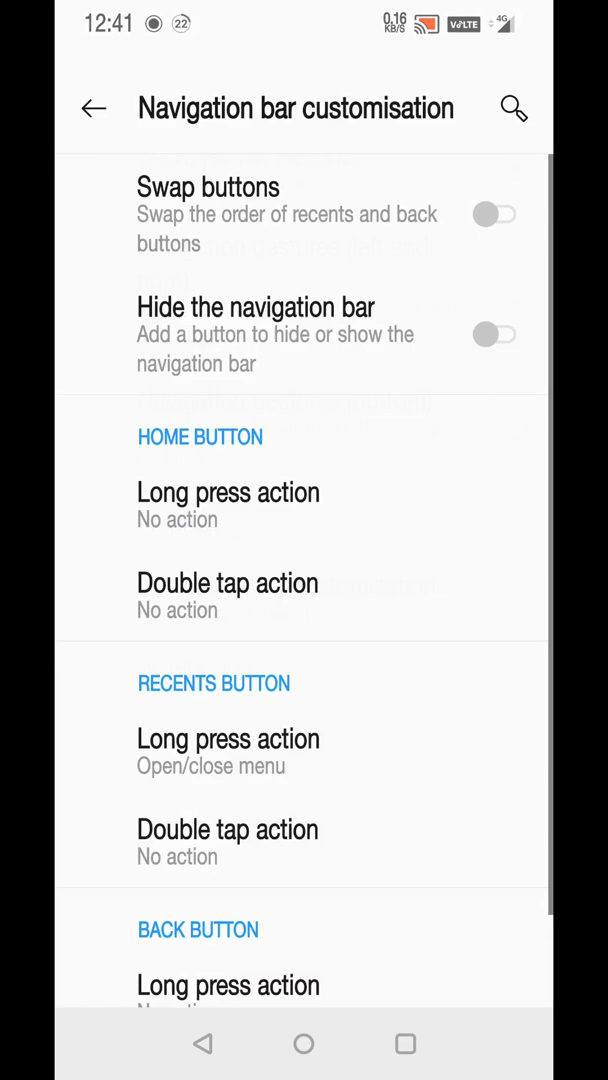 12:41 22 0.16 KB/S VoLTE 4G
Navigation bar customisation
Swap buttons
Swap the order of recents and back
buttons
Hide the navigation bar
Add a button to hide or show the
navigation bar
HOME BUTTON
Long press action
No action
Double tap action
No action
RECENTS BUTTON
Long press action
Open/close menu
Double tap action
No action
BACK BUTTON
Long press action